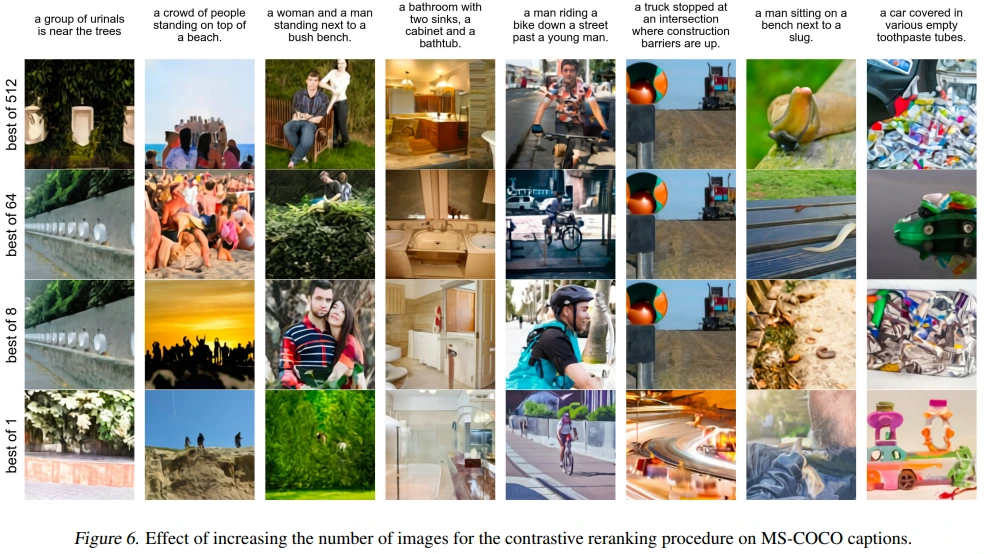 a group of urinals
is near the trees
a crowd of people
standing on top of
a beach.
a woman and a man
standing next to a
bush bench.
a bathroom with
two sinks, a
cabinet and a
bathtub.
a man riding a
bike down a street
past a young man.
a truck stopped at
an intersection
where construction
barriers are up.
a man sitting on a
bench next to a
slug.
a car covered in
various empty
toothpaste tubes.
best of 512
best of 64
best of 8
best of 1
Figure 6. Effect of increasing the number of images for the contrastive reranking procedure on MS-COCO captions.